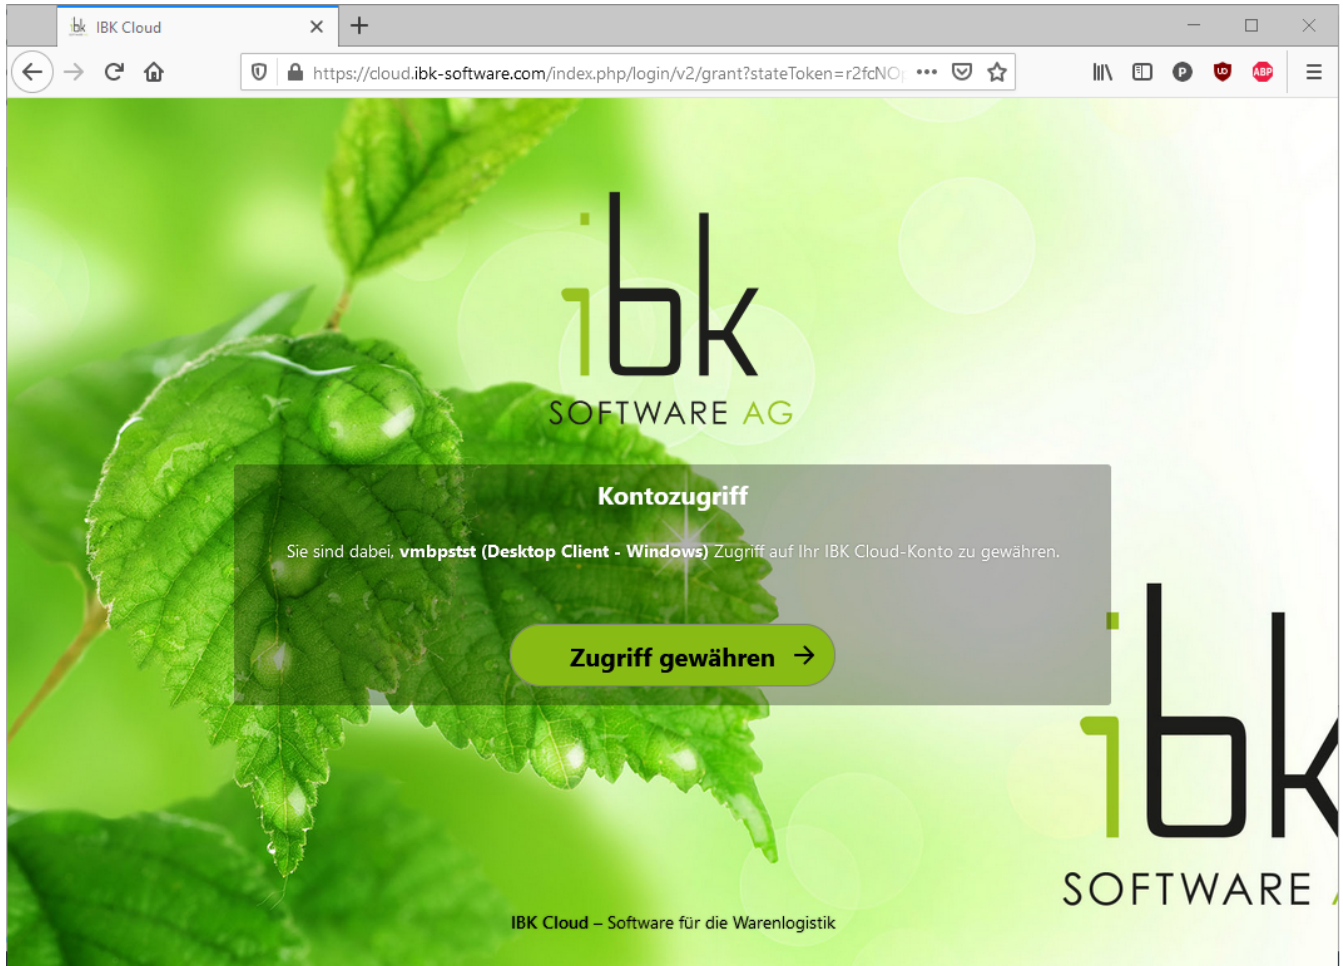 IBK Cloud
https://cloud.ibk-software.com/index.php/login/v2/grant?stateToken=r2fcNO
ibk
SOFTWARE AG
Kontozugriff
Sie sind dabei, vmbpstst (Desktop Client - Windows) Zugriff auf Ihr IBK Cloud-Konto zu gewähren.
Zugriff gewähren
ibk
SOFTWARE
IBK Cloud – Software für die Warenlogistik
P
UD
ABP